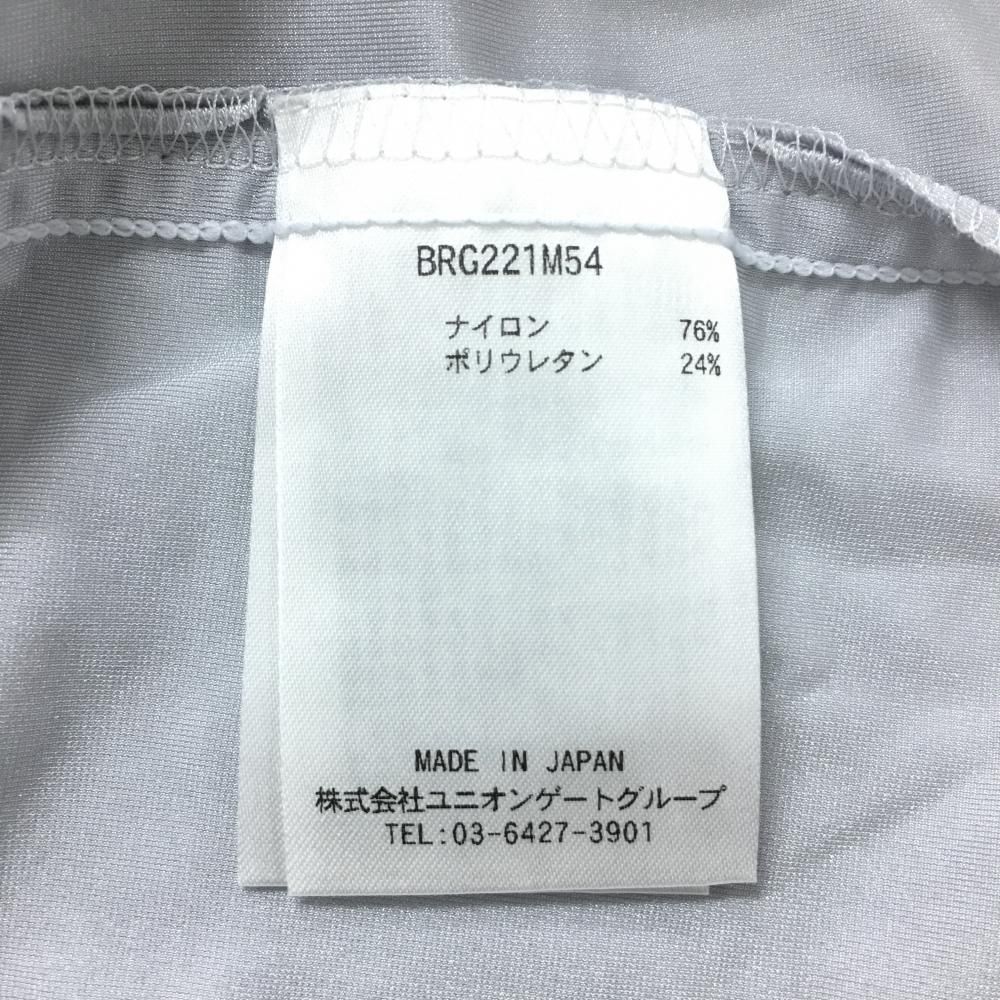 BRG221M54
ナイロン 76%
ポリウレタン 24%
MADE IN JAPAN
株式会社ユニオンゲートグループ
TEL:03-6427-3901